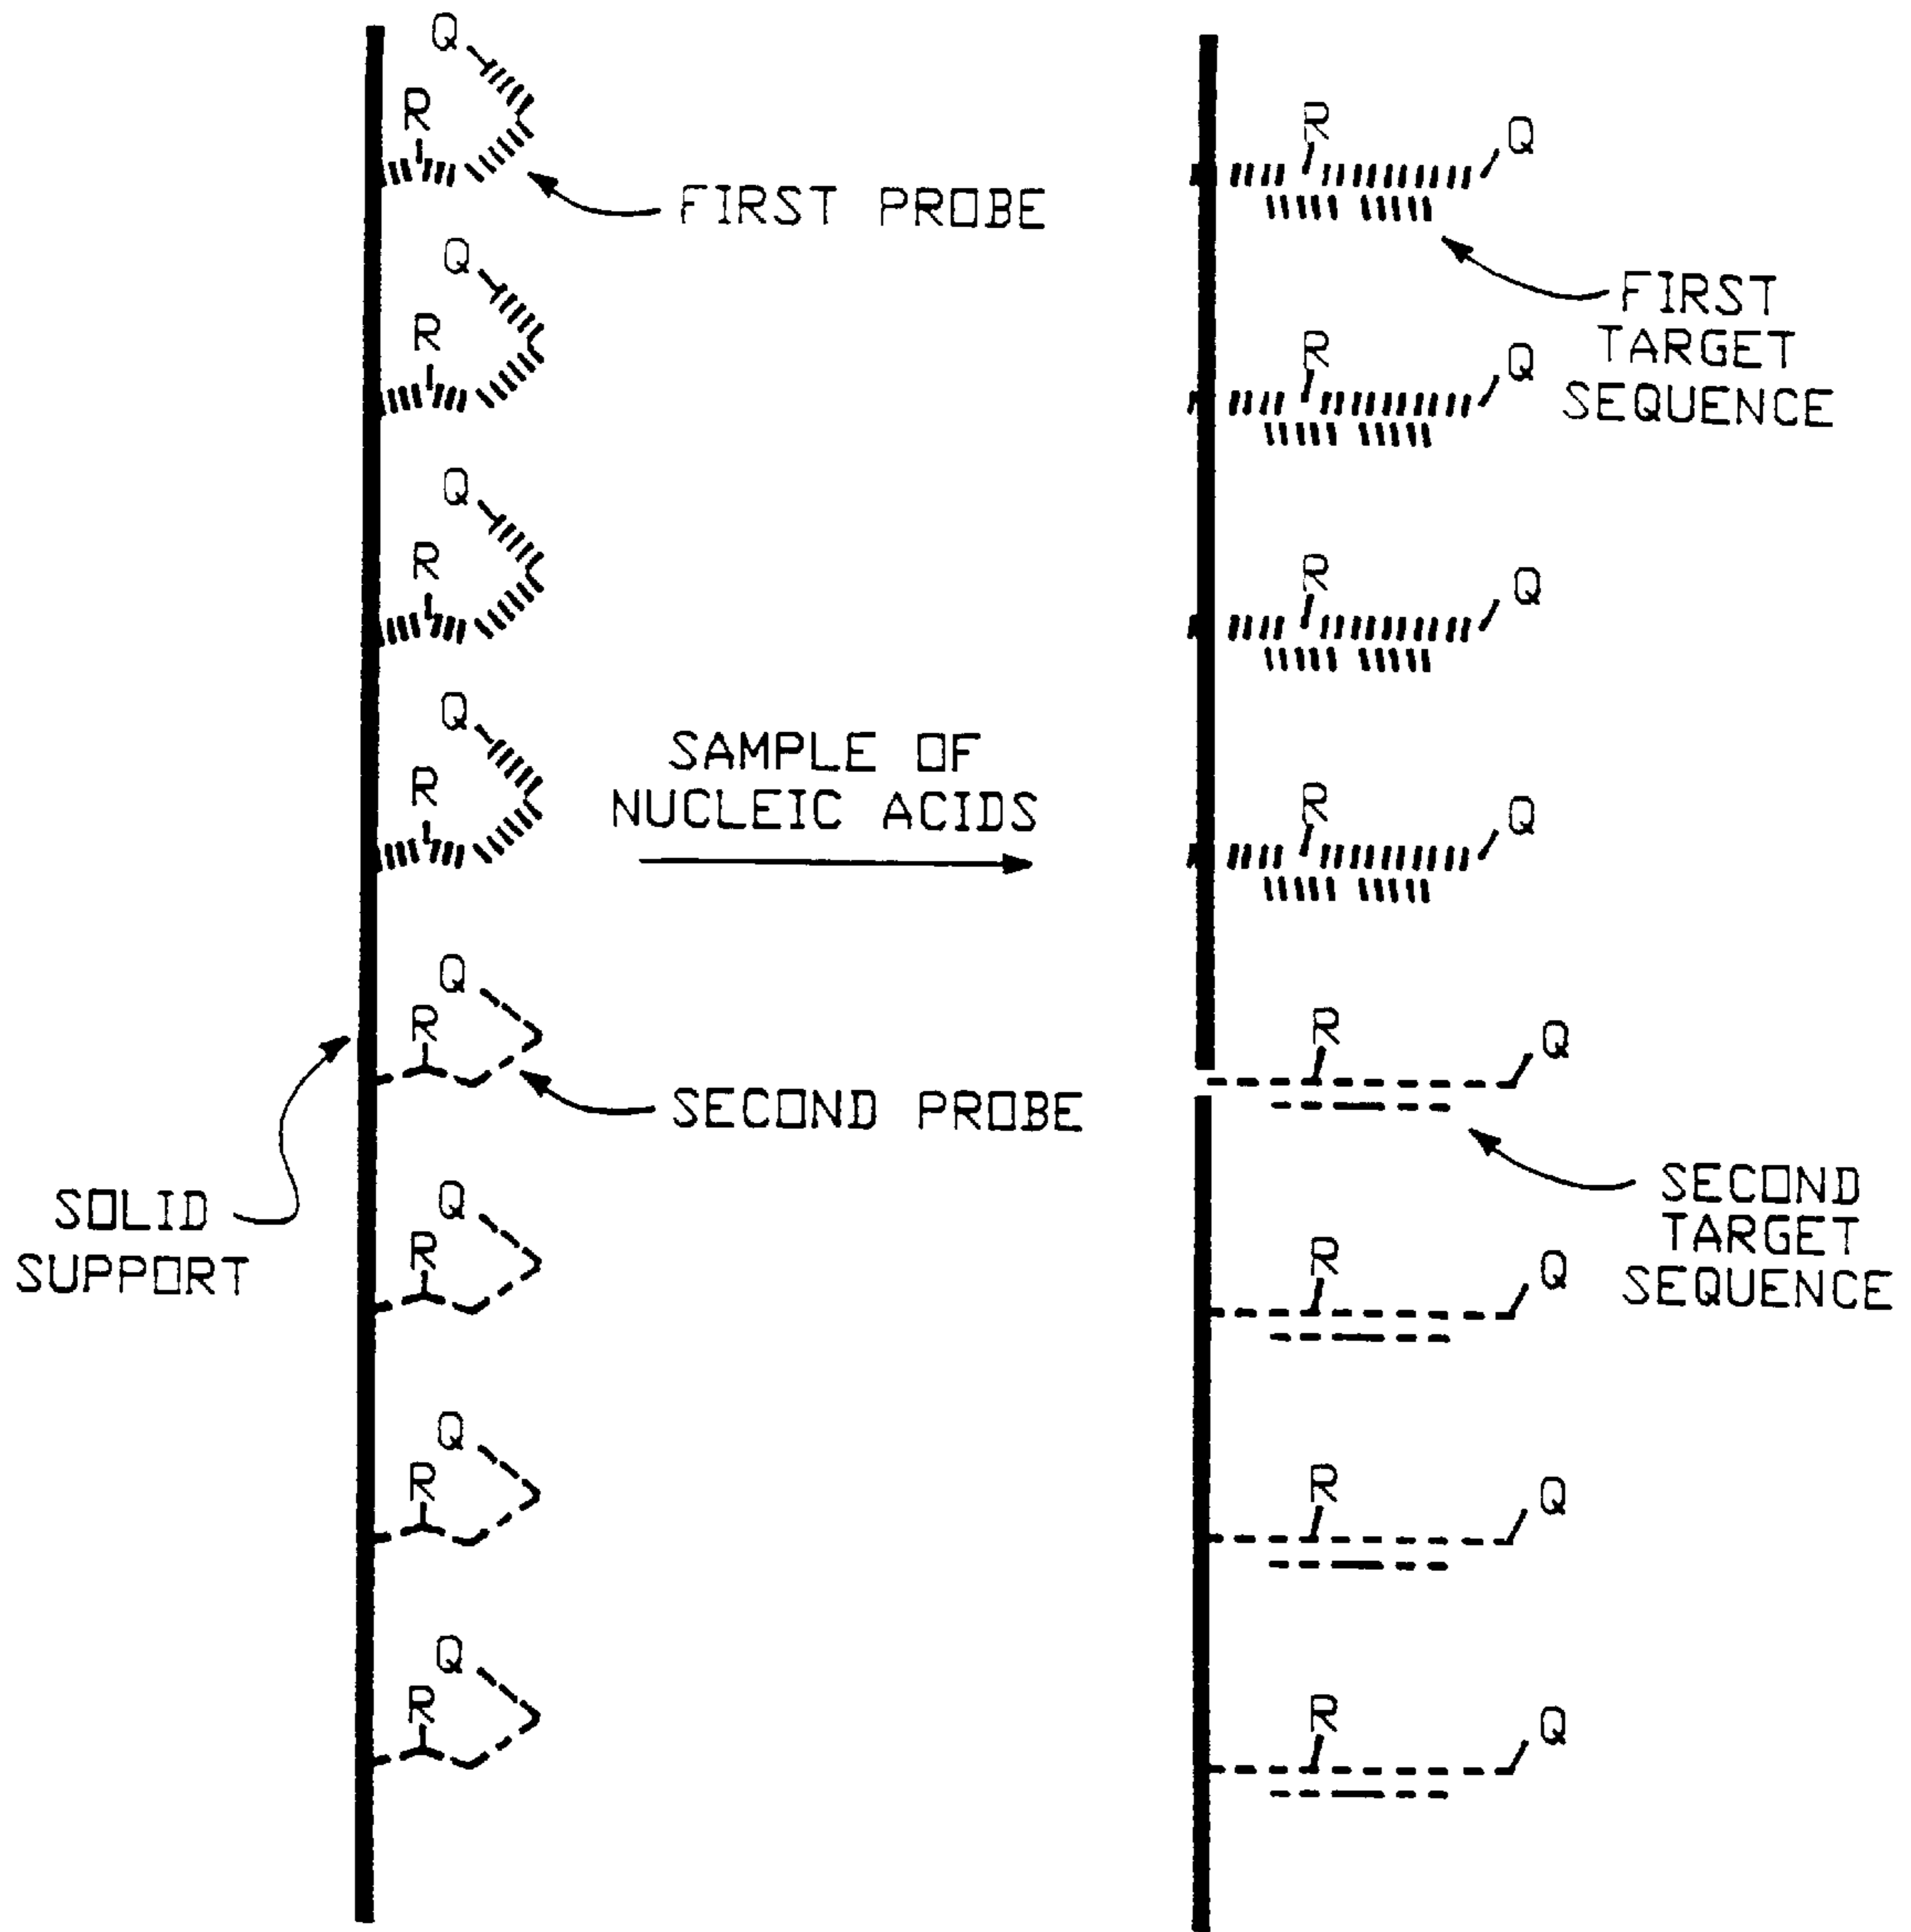 Q
R
FIRST PROBE
Q
R
Q
R
Q
R
SAMPLE OF
NUCLEIC ACIDS
Q
R
SECOND PROBE
SOLID
SUPPORT
Q
R
Q
R
Q
R
R
Q
FIRST
TARGET
SEQUENCE
R
Q
R
Q
R
Q
R
Q
SECOND
TARGET
SEQUENCE
R
Q
R
Q
R
Q